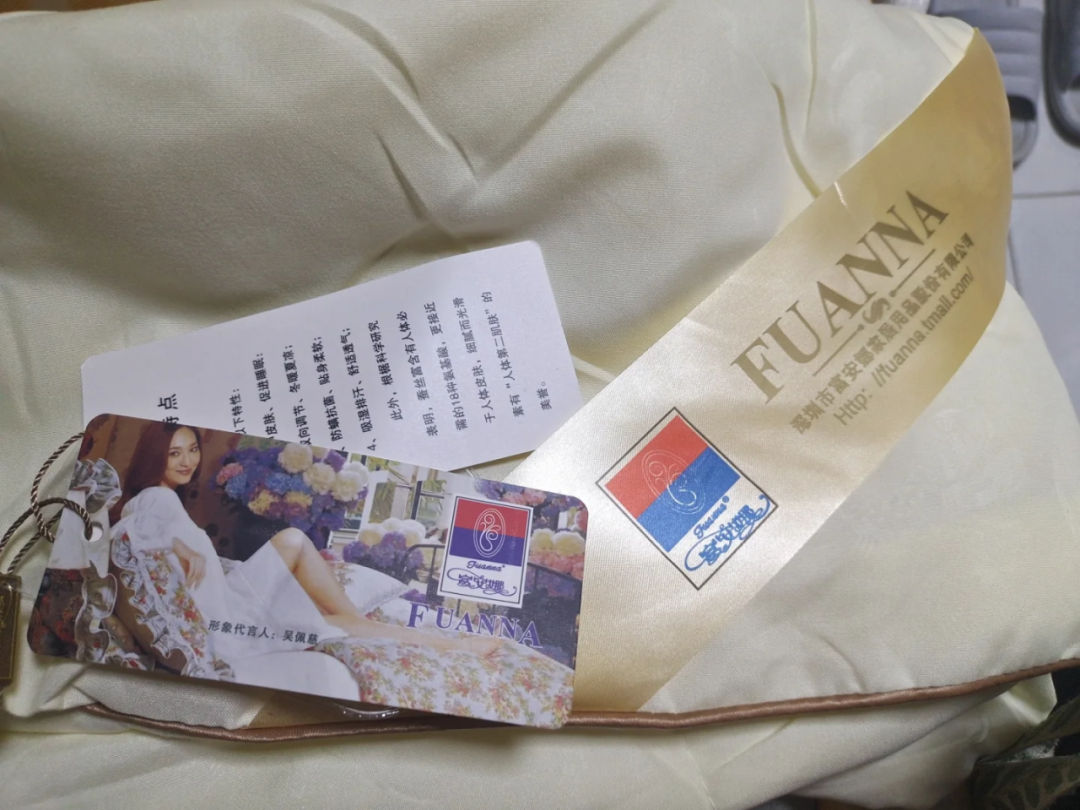 FUANNA
深圳市富安娜家居用品股份有限公司
Http: //fuanna.tmall.com/
Fuanna®
富安娜
特点
以下特性:
皮肤、促进睡眠;
双向调节、冬暖夏凉;
防螨抗菌、贴身柔软;
4、吸湿排汗、舒适透气;
此外,根据科学研究
表明,蚕丝富含有人体必
需的18种氨基酸,更接近
于人体皮肤,细腻而光滑
素有“人体第二肌肤”的
美誉。
Fuanna®
富安娜
FUANNA
形象代言人:吴佩慈